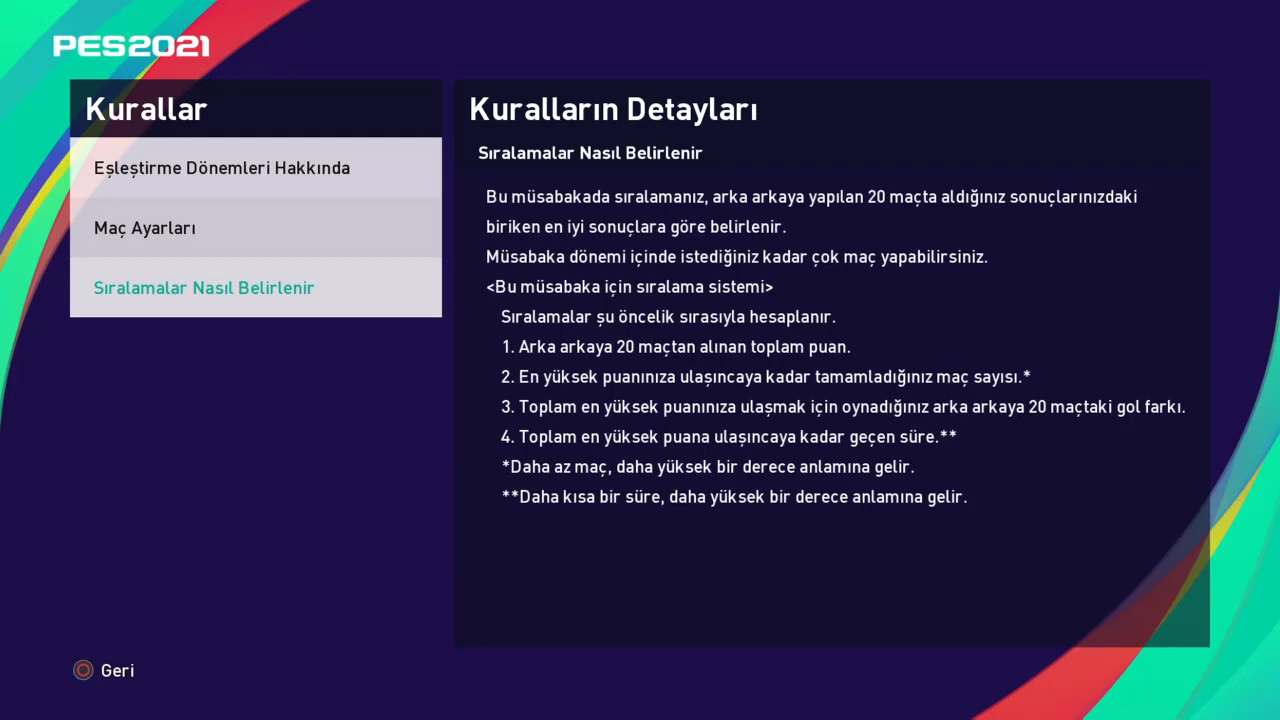 PES2021
Kurallar
Eşleştirme Dönemleri Hakkında
Maç Ayarları
Sıralamalar Nasıl Belirlenir
Kuralların Detayları
Sıralamalar Nasıl Belirlenir
Bu müsabakada sıralamanız, arka arkaya yapılan 20 maçta aldığınız sonuçlarınızdaki
biriken en iyi sonuçlara göre belirlenir.
Müsabaka dönemi içinde istediğiniz kadar çok maç yapabilirsiniz.
<Bu müsabaka için sıralama sistemi>
Sıralamalar şu öncelik sırasıyla hesaplanır.
1. Arka arkaya 20 maçtan alınan toplam puan.
2. En yüksek puanınıza ulaşıncaya kadar tamamladığınız maç sayısı.*
3. Toplam en yüksek puanınıza ulaşmak için oynadığınız arka arkaya 20 maçtaki gol farkı.
4. Toplam en yüksek puana ulaşıncaya kadar geçen süre.**
*Daha az maç, daha yüksek bir derece anlamına gelir.
**Daha kısa bir süre, daha yüksek bir derece anlamına gelir.
Geri